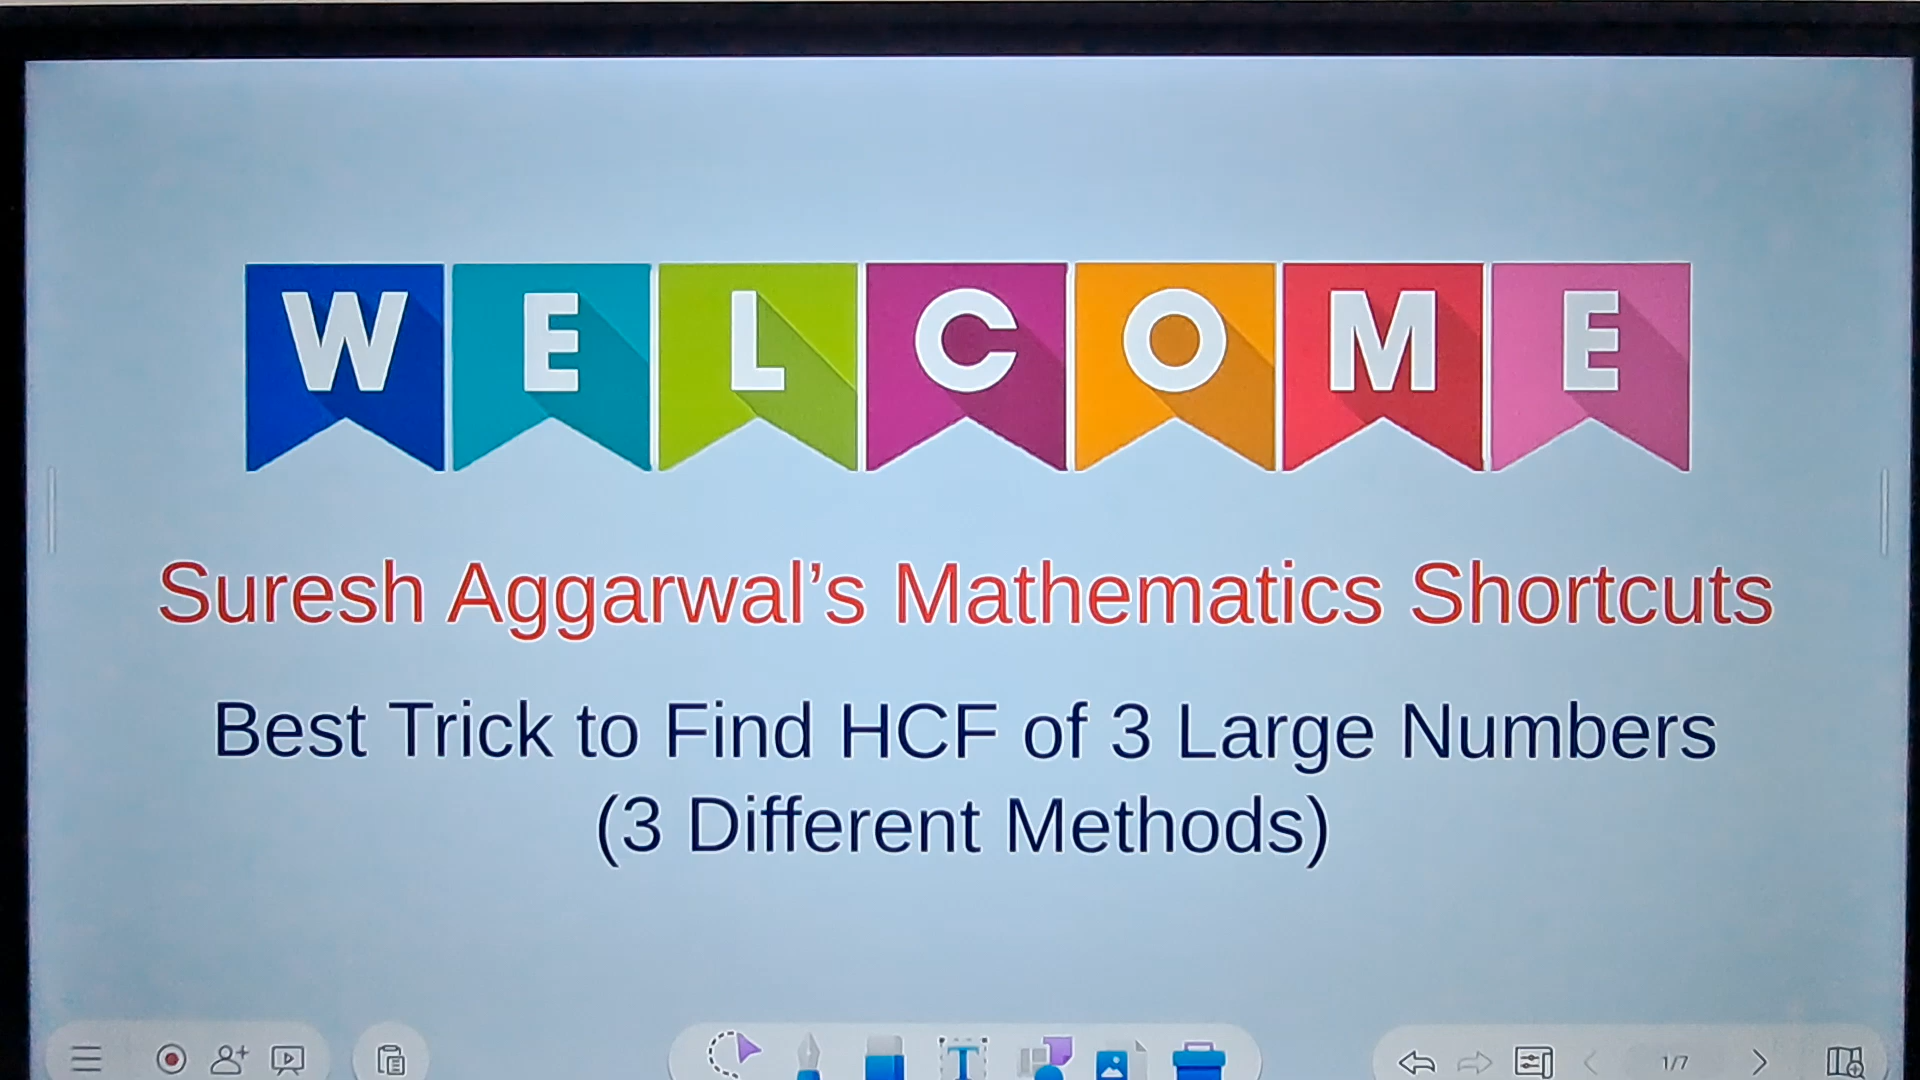 WELCOME
Suresh Aggarwal’s Mathematics Shortcuts
Best Trick to Find HCF of 3 Large Numbers
(3 Different Methods)
T
1/7